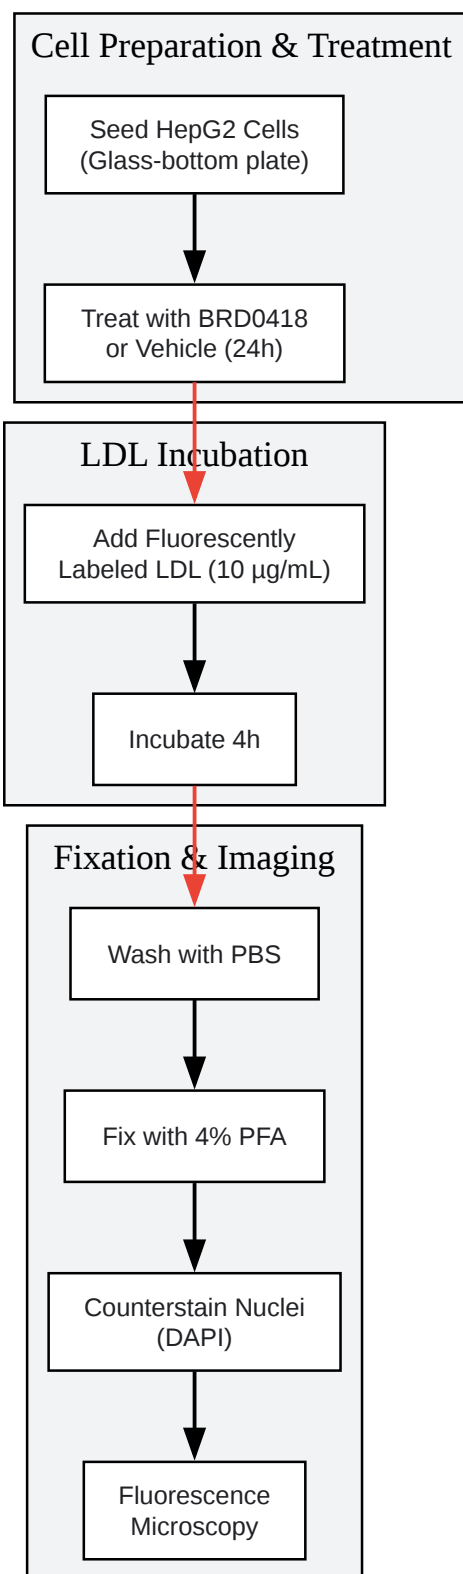 Cell Preparation & Treatment
Seed HepG2 Cells
(Glass-bottom plate)
Treat with BRD0418
or Vehicle (24h)
LDL Incubation
Add Fluorescently
Labeled LDL (10 µg/mL)
Incubate 4h
Fixation & Imaging
Wash with PBS
Fix with 4% PFA
Counterstain Nuclei
(DAPI)
Fluorescence
Microscopy